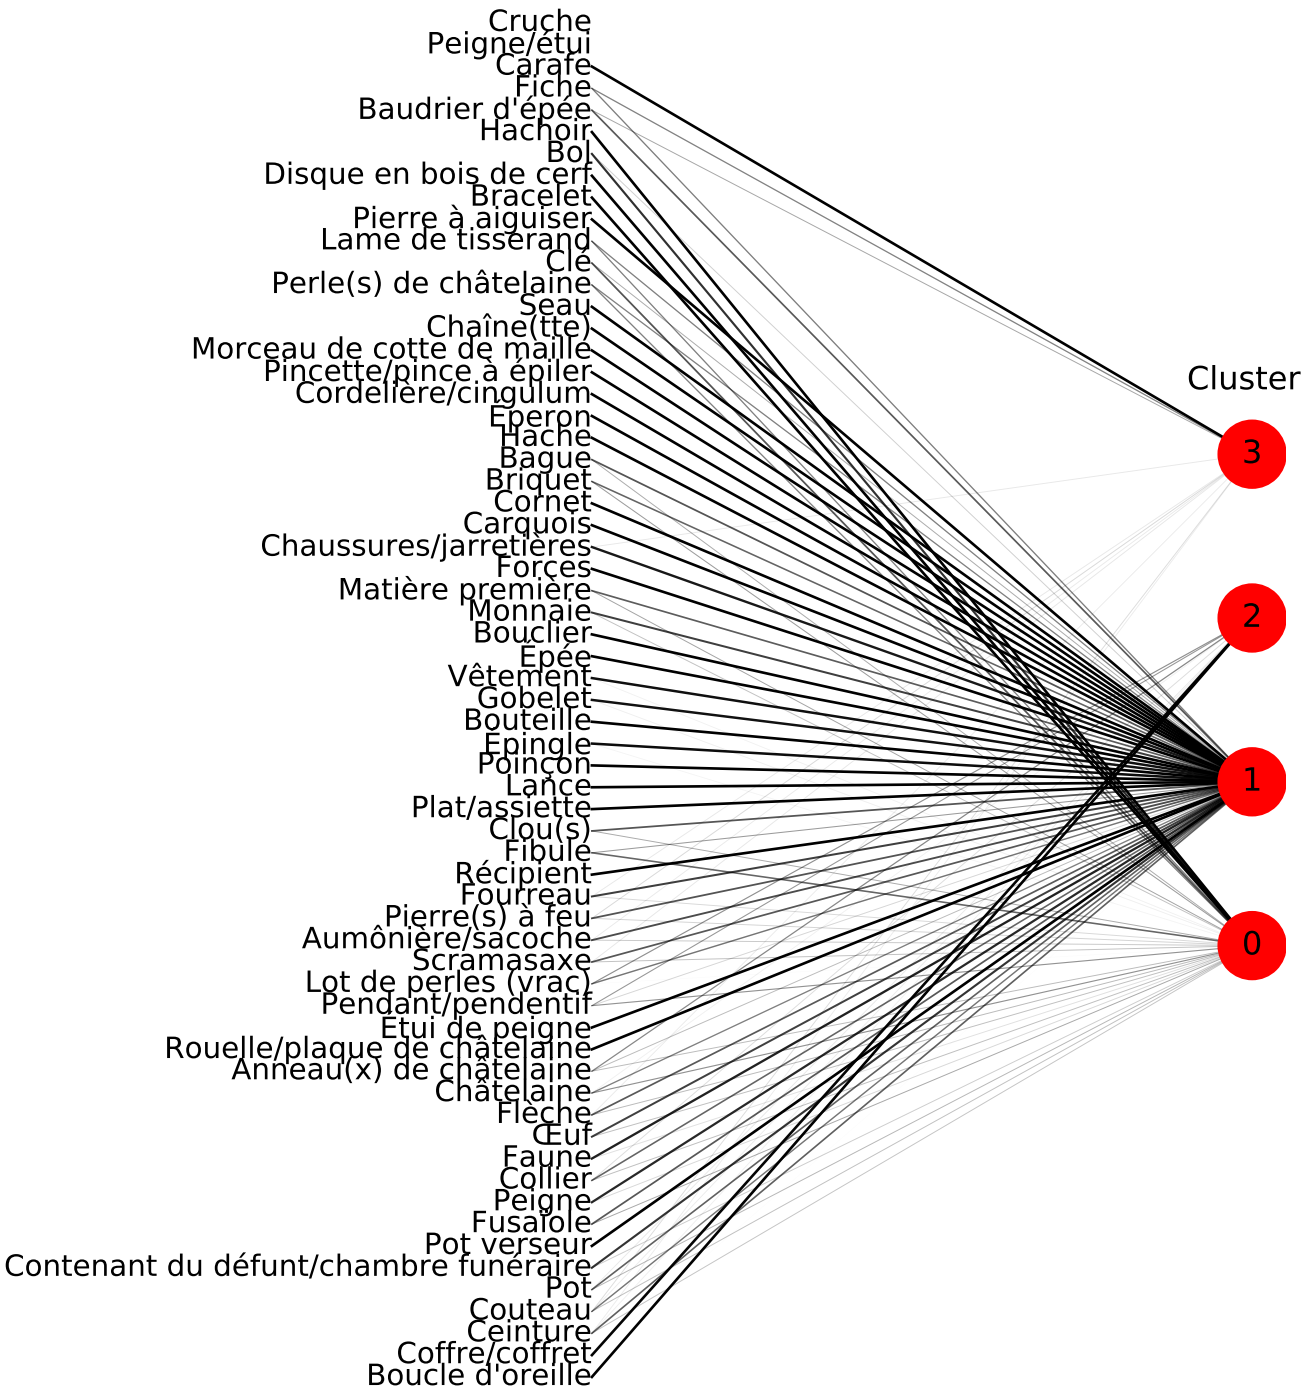 Cruche
Peigne/étui
Carafe
Fiche
Baudrier d'épée
Hachoir
Bol
Disque en bois de cerf
Bracelet
Pierre à aiguiser
Lame de tisserand
Clé
Perle(s) de châtelaine
Seau
Chaîne(tte)
Morceau de cotte de maille
Pincette/pince à épiler
Cordelière/cingulum
Éperon
Hache
Bague
Briquet
Cornet
Carquois
Chaussures/jarretières
Forces
Matière première
Monnaie
Bouclier
Épée
Vêtement
Gobelet
Bouteille
Épingle
Poinçon
Lance
Plat/assiette
Clou(s)
Fibule
Récipient
Fourreau
Pierre(s) à feu
Aumônière/sacoche
Scramasaxe
Lot de perles (vrac)
Pendant/pendentif
Étui de peigne
Rouelle/plaque de châtelaine
Anneau(x) de châtelaine
Châtelaine
Flèche
Œuf
Faune
Collier
Peigne
Fusaïole
Pot verseur
Contenant du défunt/chambre funéraire
Pot
Couteau
Ceinture
Coffre/coffret
Boucle d'oreille
Cluster
3
2
1
0